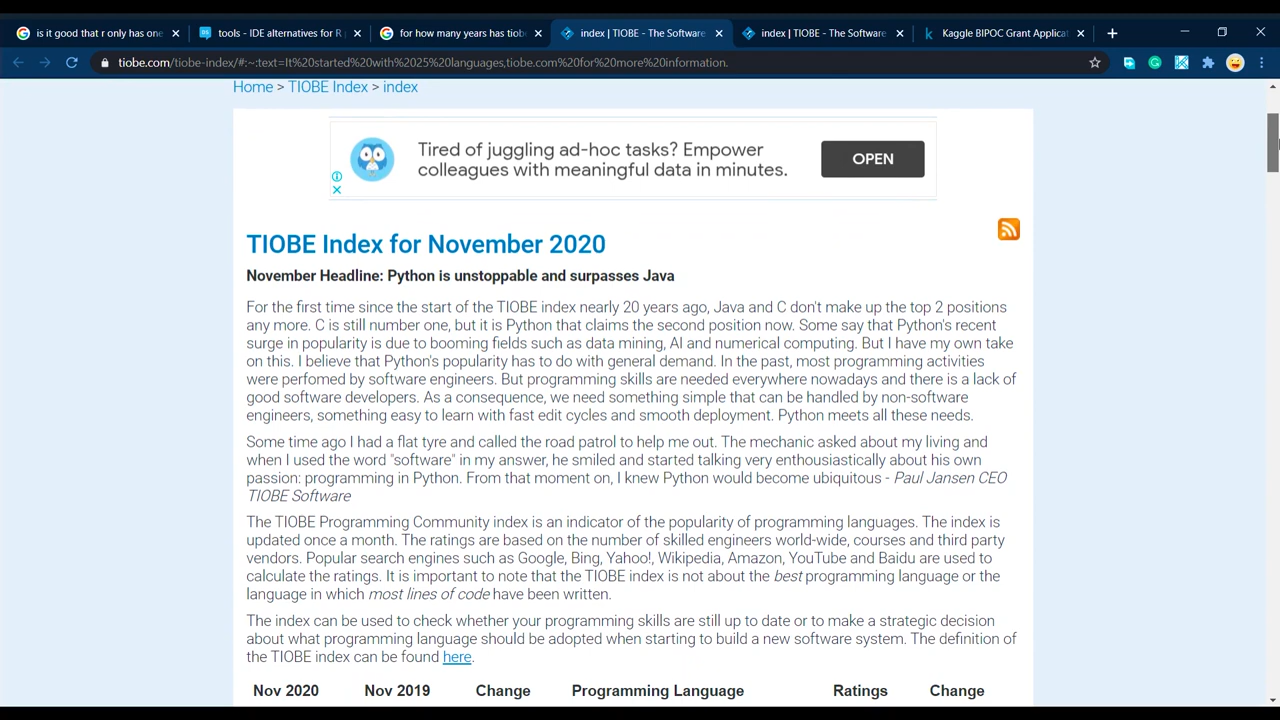 is it good that r only has one
tools - IDE alternatives for R p
for how many years has tiob
index | TIOBE - The Software
index | TIOBE - The Software
Kaggle BIPOC Grant Applicat
tiobe.com/tiobe-index/#:~:text=It%20started%20with%2025%20languages,tiobe.com%20for%20more%20information.
Home > TIOBE Index > index
Tired of juggling ad-hoc tasks? Empower
colleagues with meaningful data in minutes.
OPEN
TIOBE Index for November 2020
November Headline: Python is unstoppable and surpasses Java
For the first time since the start of the TIOBE index nearly 20 years ago, Java and C don't make up the top 2 positions
any more. C is still number one, but it is Python that claims the second position now. Some say that Python's recent
surge in popularity is due to booming fields such as data mining, AI and numerical computing. But I have my own take
on this. I believe that Python's popularity has to do with general demand. In the past, most programming activities
were perfomed by software engineers. But programming skills are needed everywhere nowadays and there is a lack of
good software developers. As a consequence, we need something simple that can be handled by non-software
engineers, something easy to learn with fast edit cycles and smooth deployment. Python meets all these needs.
Some time ago I had a flat tyre and called the road patrol to help me out. The mechanic asked about my living and
when I used the word "software" in my answer, he smiled and started talking very enthousiastically about his own
passion: programming in Python. From that moment on, I knew Python would become ubiquitous - Paul Jansen CEO
TIOBE Software
The TIOBE Programming Community index is an indicator of the popularity of programming languages. The index is
updated once a month. The ratings are based on the number of skilled engineers world-wide, courses and third party
vendors. Popular search engines such as Google, Bing, Yahoo!, Wikipedia, Amazon, YouTube and Baidu are used to
calculate the ratings. It is important to note that the TIOBE index is not about the best programming language or the
language in which most lines of code have been written.
The index can be used to check whether your programming skills are still up to date or to make a strategic decision
about what programming language should be adopted when starting to build a new software system. The definition of
the TIOBE index can be found here.
Nov 2020 Nov 2019 Change Programming Language Ratings Change